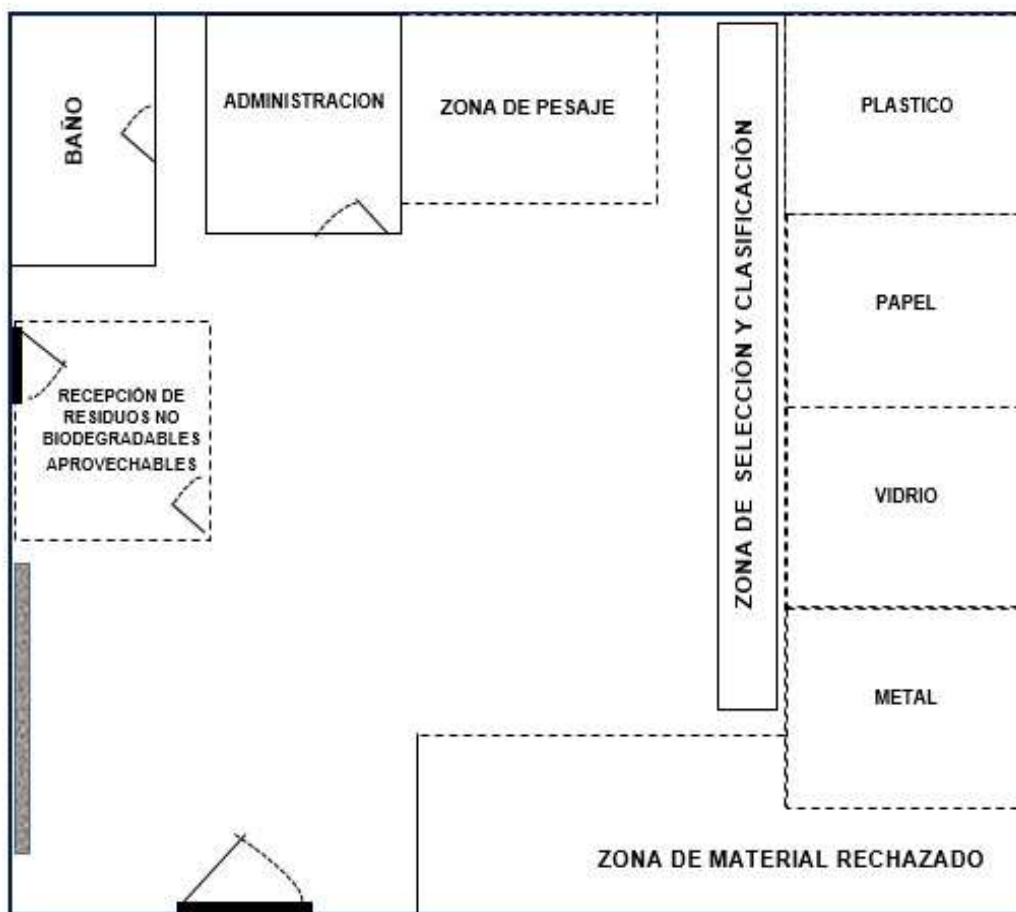 BAÑO
ADMINISTRACION
ZONA DE PESAJE
ZONA DE SELECCIÓN Y CLASIFICACIÓN
PLASTICO
PAPEL
RECEPCIÓN DE
RESIDUOS NO
BIODEGRADABLES
APROVECHABLES
VIDRIO
METAL
ZONA DE MATERIAL RECHAZADO